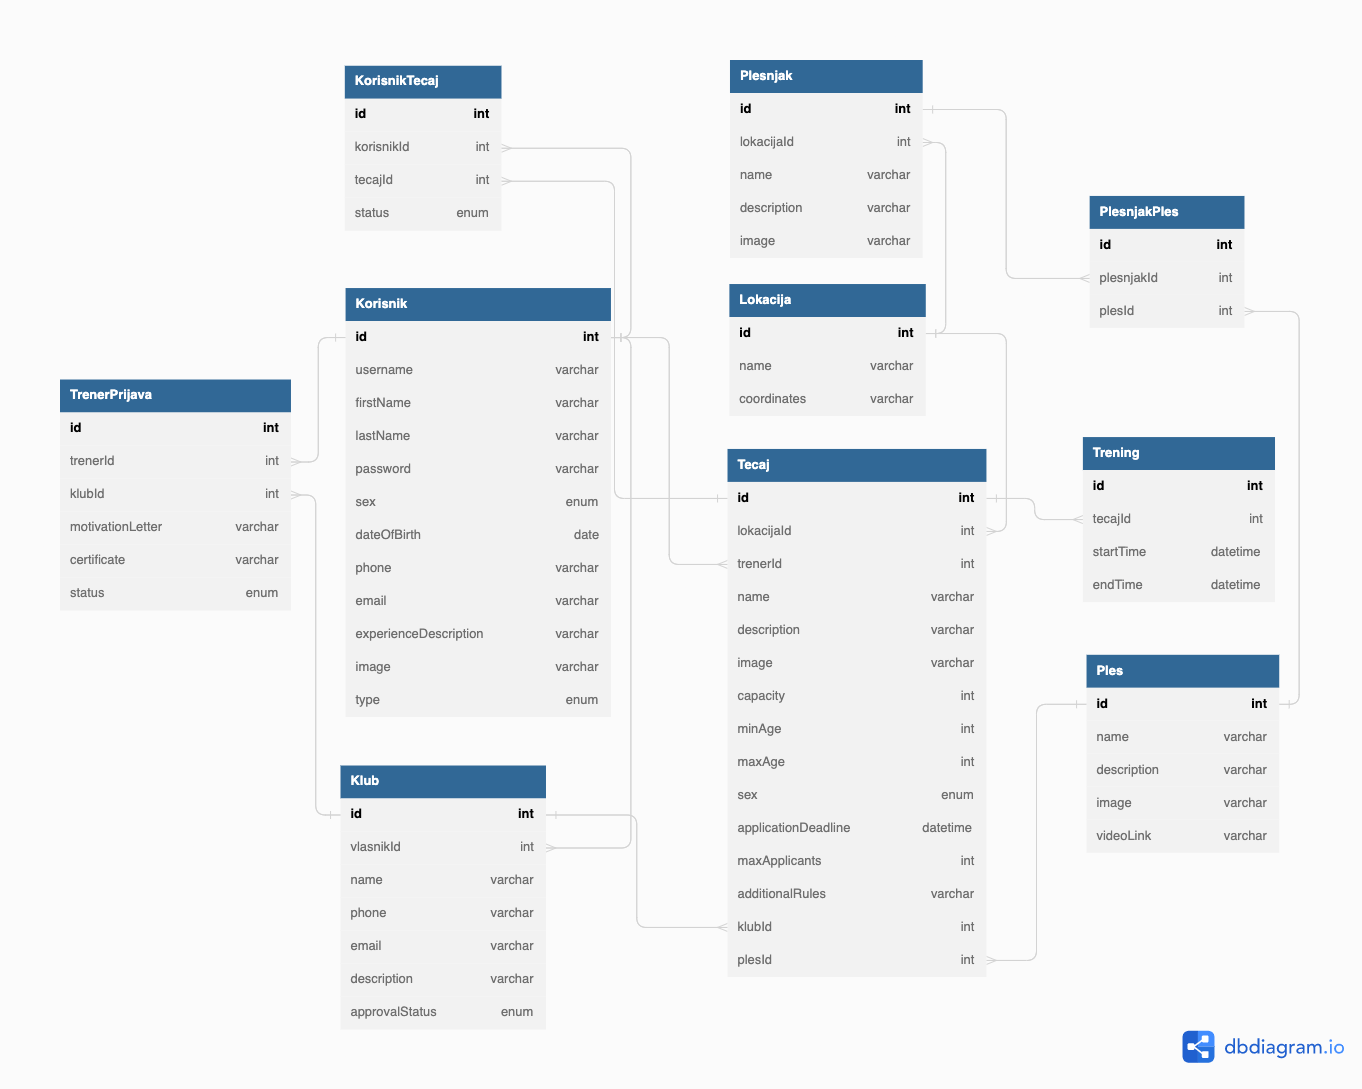 KorisnikTecaj
id int
korisnikId int
tecajId int
status enum
Plesnjak
id int
lokacijaId int
name varchar
description varchar
image varchar
PlesnjakPles
id int
plesnjakId int
plesId int
Korisnik
id int
username varchar
firstName varchar
lastName varchar
password varchar
sex enum
dateOfBirth date
phone varchar
email varchar
experienceDescription varchar
image varchar
type enum
Lokacija
id int
name varchar
coordinates varchar
TrenerPrijava
id int
trenerId int
klubId int
motivationLetter varchar
certificate varchar
status enum
Tecaj
id int
lokacijaId int
trenerId int
name varchar
description varchar
image varchar
capacity int
minAge int
maxAge int
sex enum
applicationDeadline datetime
maxApplicants int
additionalRules varchar
klubId int
plesId int
Trening
id int
tecajId int
startTime datetime
endTime datetime
Ples
id int
name varchar
description varchar
image varchar
videoLink varchar
Klub
id int
vlasnikId int
name varchar
phone varchar
email varchar
description varchar
approvalStatus enum
dbdiagram.io